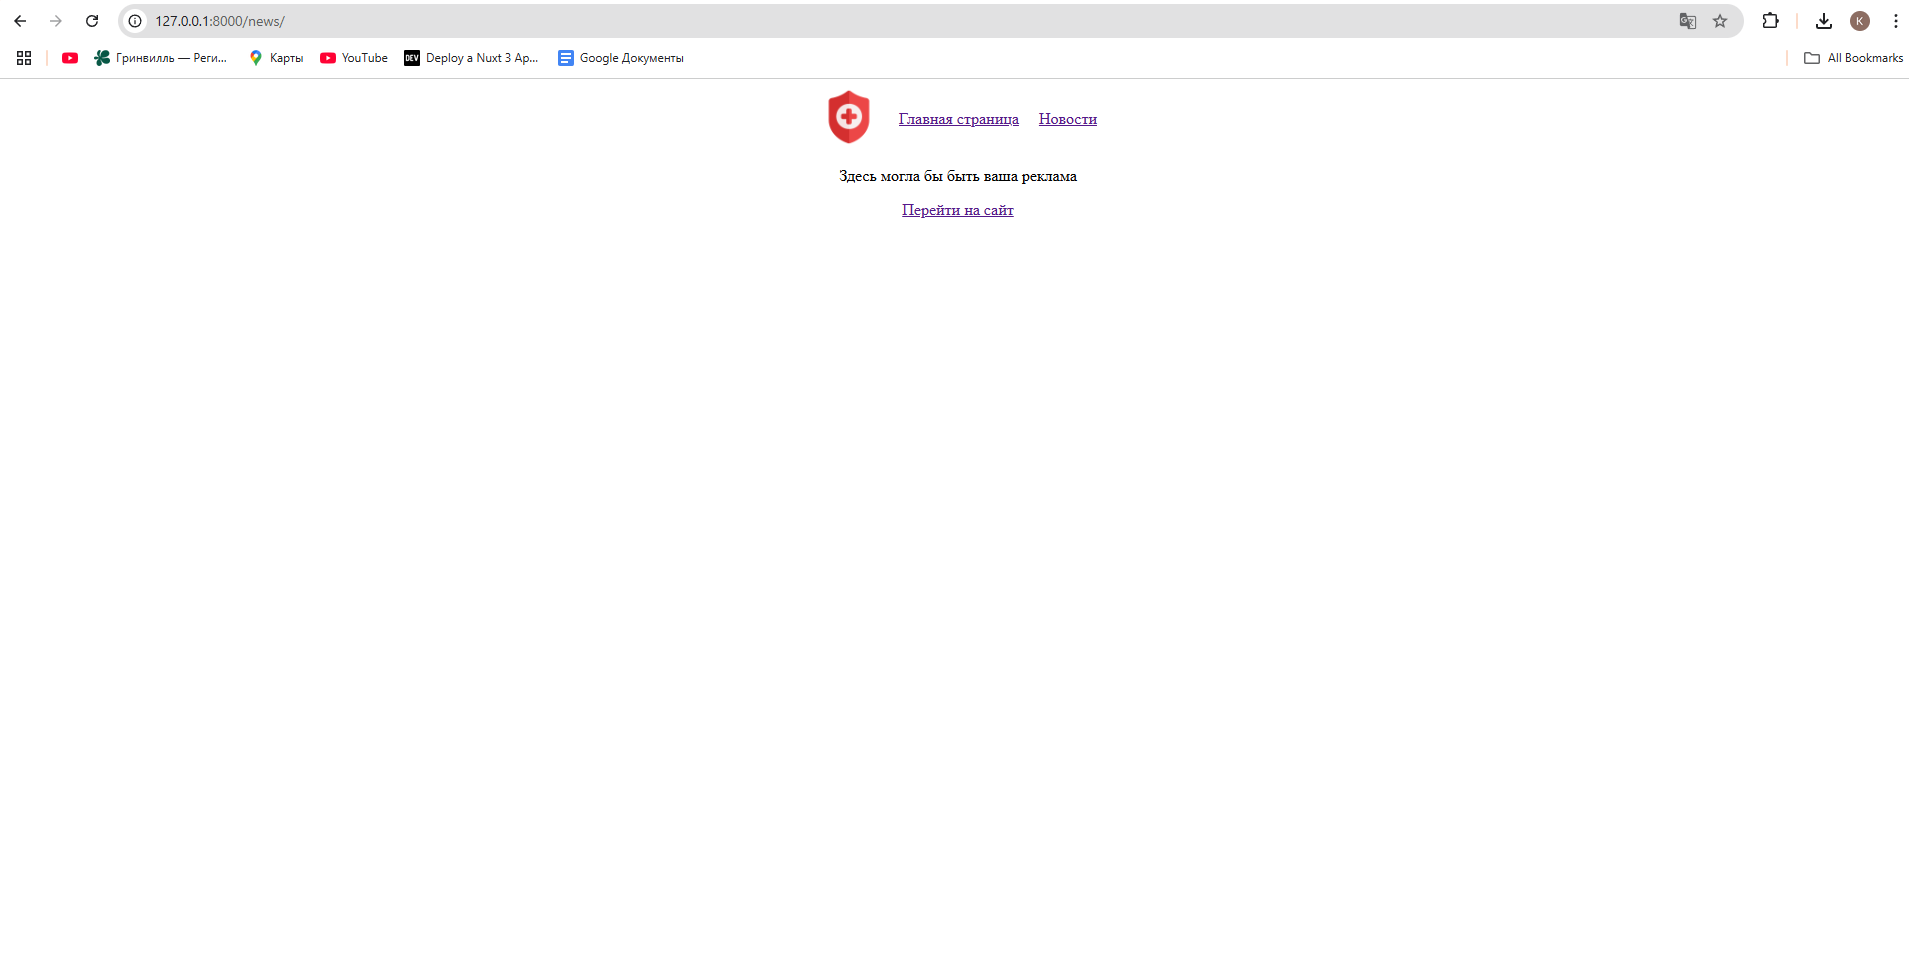 127.0.0.1:8000/news/
K
Гринвилль — Реги...
Карты
YouTube
DEV
Deploy a Nuxt 3 Ap...
Google Документы
All Bookmarks
Главная страница
Новости
Здесь могла бы быть ваша реклама
Перейти на сайт